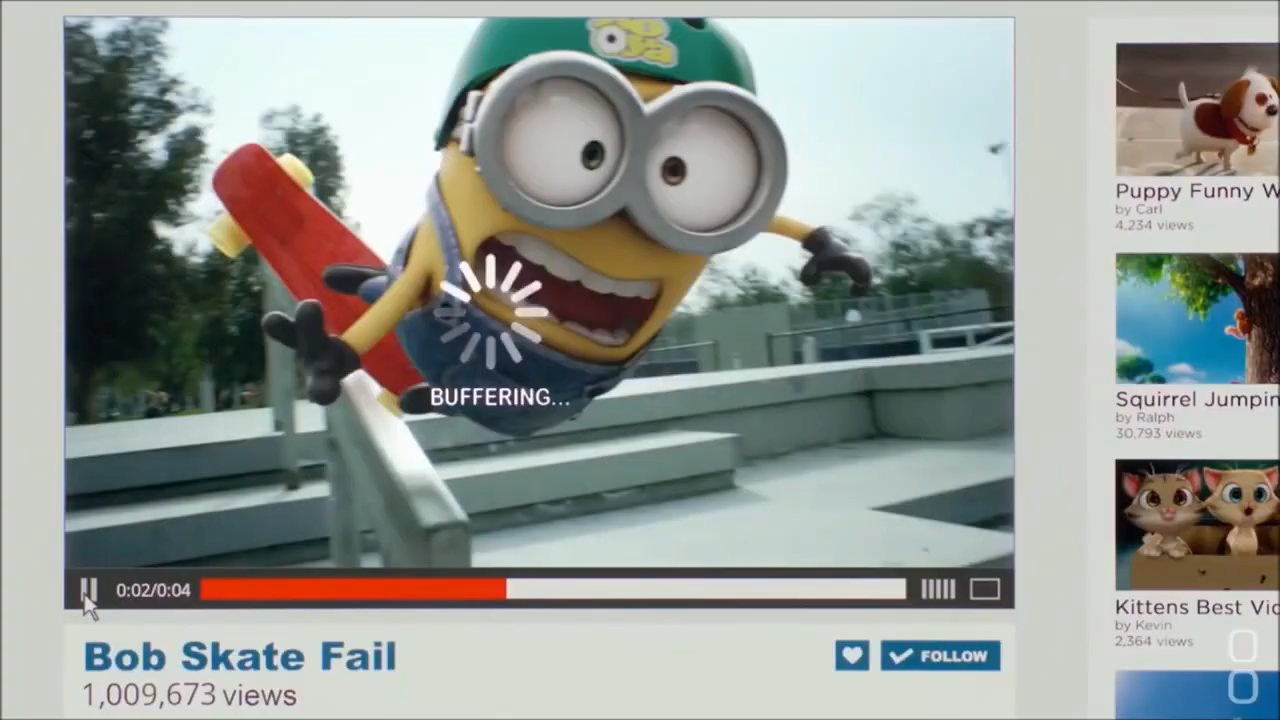 BUFFERING...
0:02/0:04
Bob Skate Fail
1,009,673 views
FOLLOW
Puppy Funny W
by Carl
4,234 views
Squirrel Jumpin
by Ralph
30,793 views
Kittens Best Vid
by Kevin
2,364 views